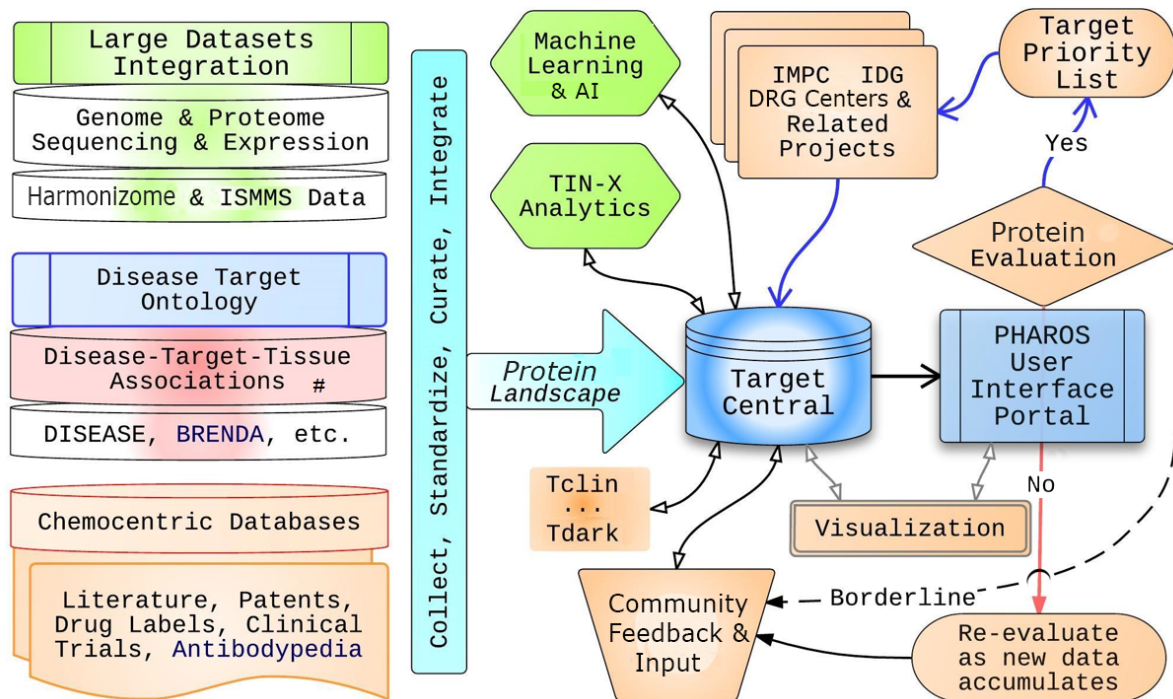 Large Datasets
Integration
Genome & Proteome
Sequencing & Expression
Harmonizome & ISMMS Data
Disease Target
Ontology
Disease-Target-Tissue
Associations #
DISEASE, BRENDA, etc.
Chemocentric Databases
Literature, Patents,
Drug Labels, Clinical
Trials, Antibodypedia
Collect, Standardize, Curate, Integrate
Protein
Landscape
Machine
Learning
& AI
TIN-X
Analytics
IMPC IDG
DRG Centers &
Related
Projects
Target
Priority
List
Yes
Protein
Evaluation
Target
Central
PHAROS
User
Interface
Portal
No
Tclin
...
Tdark
Visualization
Community
Feedback &
Input
Borderline
Re-evaluate
as new data
accumulates